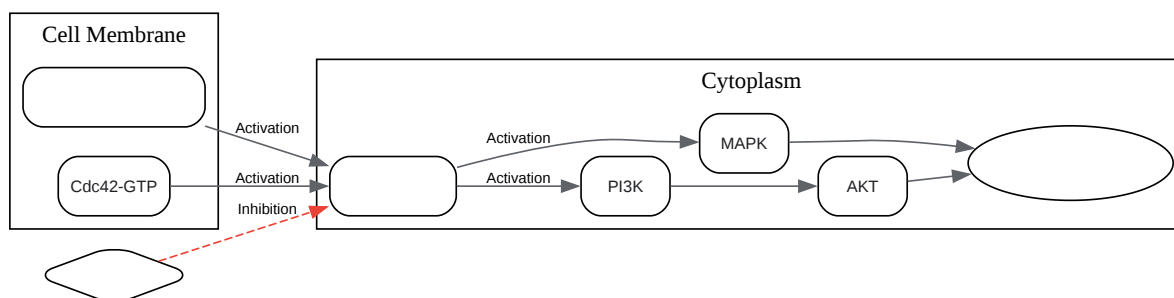 Cell Membrane
Cytoplasm
Activation
Activation
MAPK
Cdc42-GTP
Activation
Activation
PI3K
AKT
Inhibition